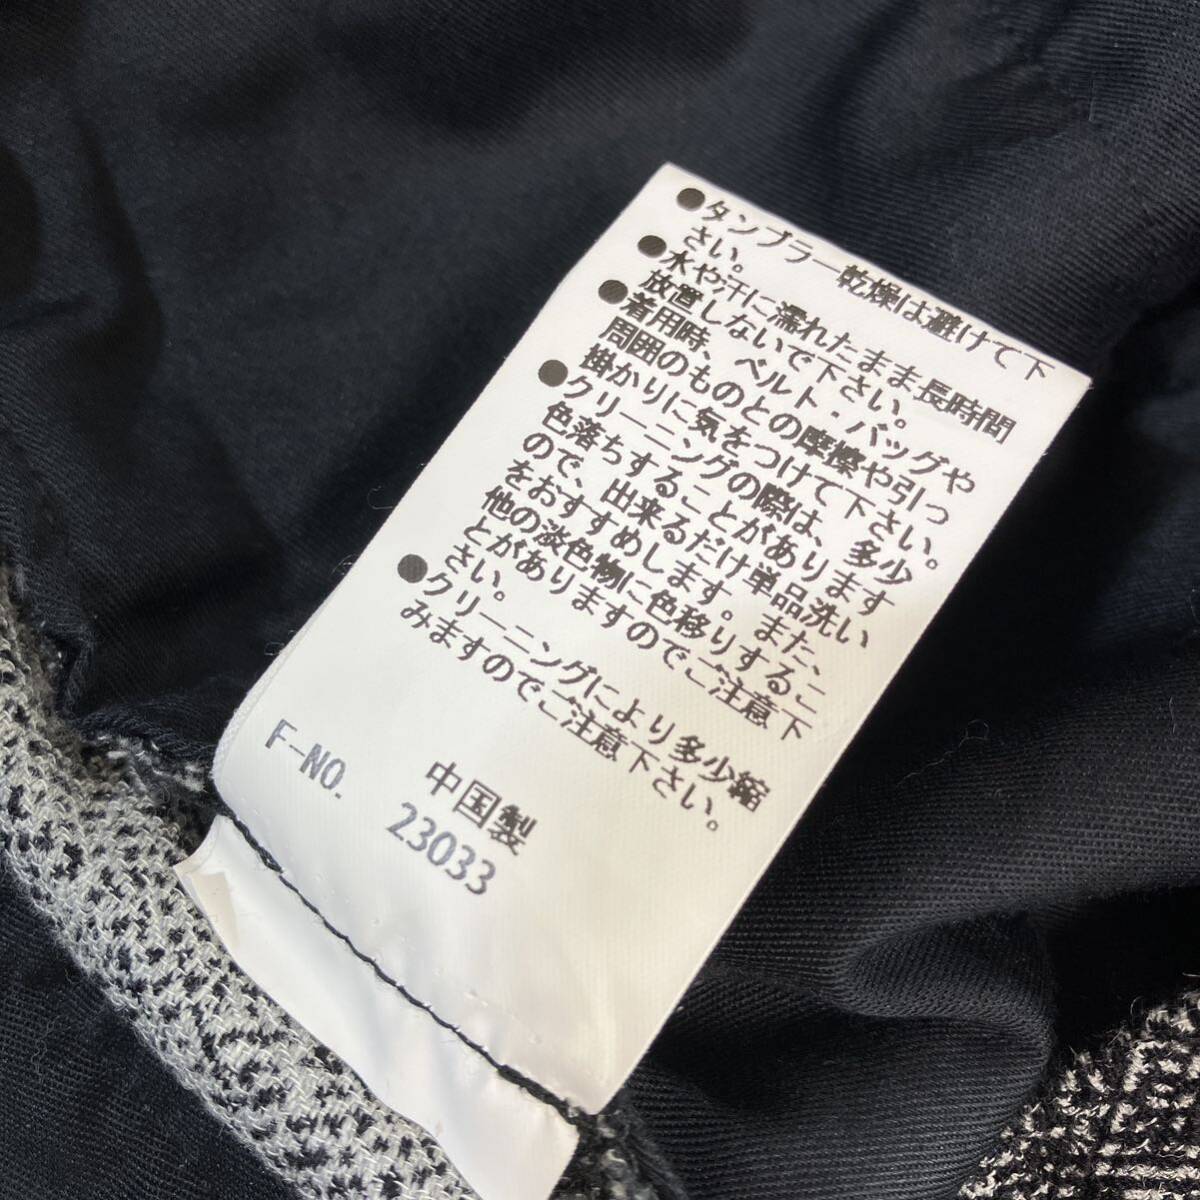 ●タンブラー乾燥は避けて下
さい。
●水や汗に濡れたまま長時間
放置しないで下さい。
●着用時、ベルト・バッグや
周囲のものとの摩擦や引っ
掛かりに気をつけて下さい。
●クリーニングの際は、多少
色落ちすることがあります
ので、出来るだけ単品洗い
をおすすめします。また、
他の淡色物に色移りするこ
とがありますのでご注意下
さい。
●クリーニングにより多少縮
みますのでご注意下さい。
中国製
F-NO. 23033